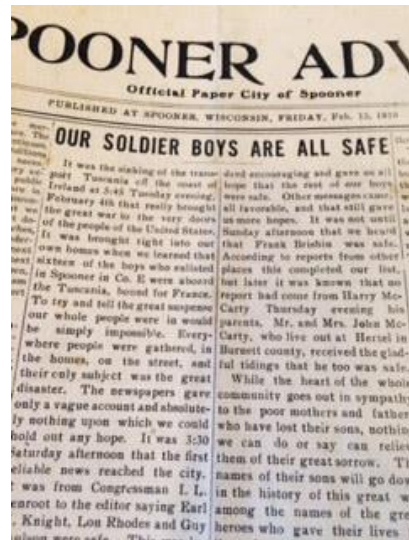 POONER ADV
Official Paper City of Spooner
PUBLISHED AT SPOONER, WISCONSIN, FRIDAY, Feb. 15, 1918
OUR SOLDIER BOYS ARE ALL SAFE
It was the sinking of the trans-
port Tuscania off the coast of
Ireland at 5:45 Tuesday evening,
February 4th that really brought
the great war to the very doors
of the people of the United States.
It was brought right into our
own homes when we learned that
sixteen of the boys who enlisted
in Spooner in Co. E were aboord
the Tuscania, bound for France.
To try and tell the great suspense
our whole people were in would
be simply impossible. Every-
where people were gathered, in
the homes, on the street, and
their only subject was the great
disaster. The newspapers gave
only a vague account and absolute-
ly nothing upon which we could
hold out any hope. It was 3:30
Saturday afternoon that the first
reliable news reached the city.
was from Congressman I. L.
enroot to the editor saying Earl
Knight, Lon Rhodes and Guy
were safe.
ded encouraging and gave us all
hope that the rest of our boys
were safe. Other messages came,
all favorable, and that still gave
us more hopes. It was not until
Sunday afternoon that we heard
that Frank Brishin was safe.
According to reports from other
places this completed our list,
but later it was known that no
report had come from Harry Mc-
Carty Thursday evening his
parents, Mr. and Mrs. John Mc-
Carty, who live out at Hertel in
Burnett county, received the glad-
ful tidings that he too was safe.
While the heart of the whole
community goes out in sympathy
to the poor mothers and father
who have lost their sons, nothin
we can do or say can relie
them of their great sorrow. T
names of their sons will go dow
in the history of this great w
among the names of the gre
heroes who gave their lives